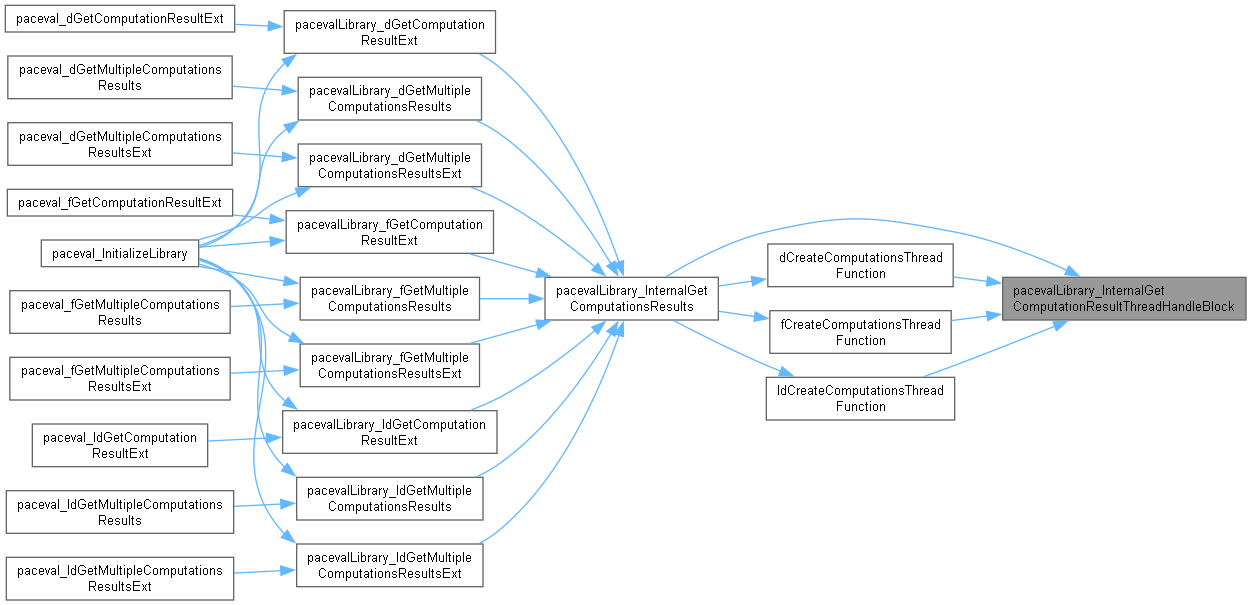 paceval_dGetComputationResultExt
paceval_dGetMultipleComputations
Results
paceval_dGetMultipleComputations
ResultsExt
paceval_fGetComputationResultExt
paceval_InitializeLibrary
paceval_fGetMultipleComputations
Results
paceval_fGetMultipleComputations
ResultsExt
paceval_ldGetComputation
ResultExt
paceval_ldGetMultipleComputations
Results
paceval_ldGetMultipleComputations
ResultsExt
pacevalLibrary_dGetComputation
ResultExt
pacevalLibrary_dGetMultiple
ComputationsResults
pacevalLibrary_dGetMultiple
ComputationsResultsExt
pacevalLibrary_fGetComputation
ResultExt
pacevalLibrary_fGetMultiple
ComputationsResults
pacevalLibrary_fGetMultiple
ComputationsResultsExt
pacevalLibrary_ldGetComputation
ResultExt
pacevalLibrary_ldGetMultiple
ComputationsResults
pacevalLibrary_ldGetMultiple
ComputationsResultsExt
pacevalLibrary_InternalGet
ComputationsResults
dCreateComputationsThread
Function
fCreateComputationsThread
Function
ldCreateComputationsThread
Function
pacevalLibrary_InternalGet
ComputationResultThreadHandleBlock